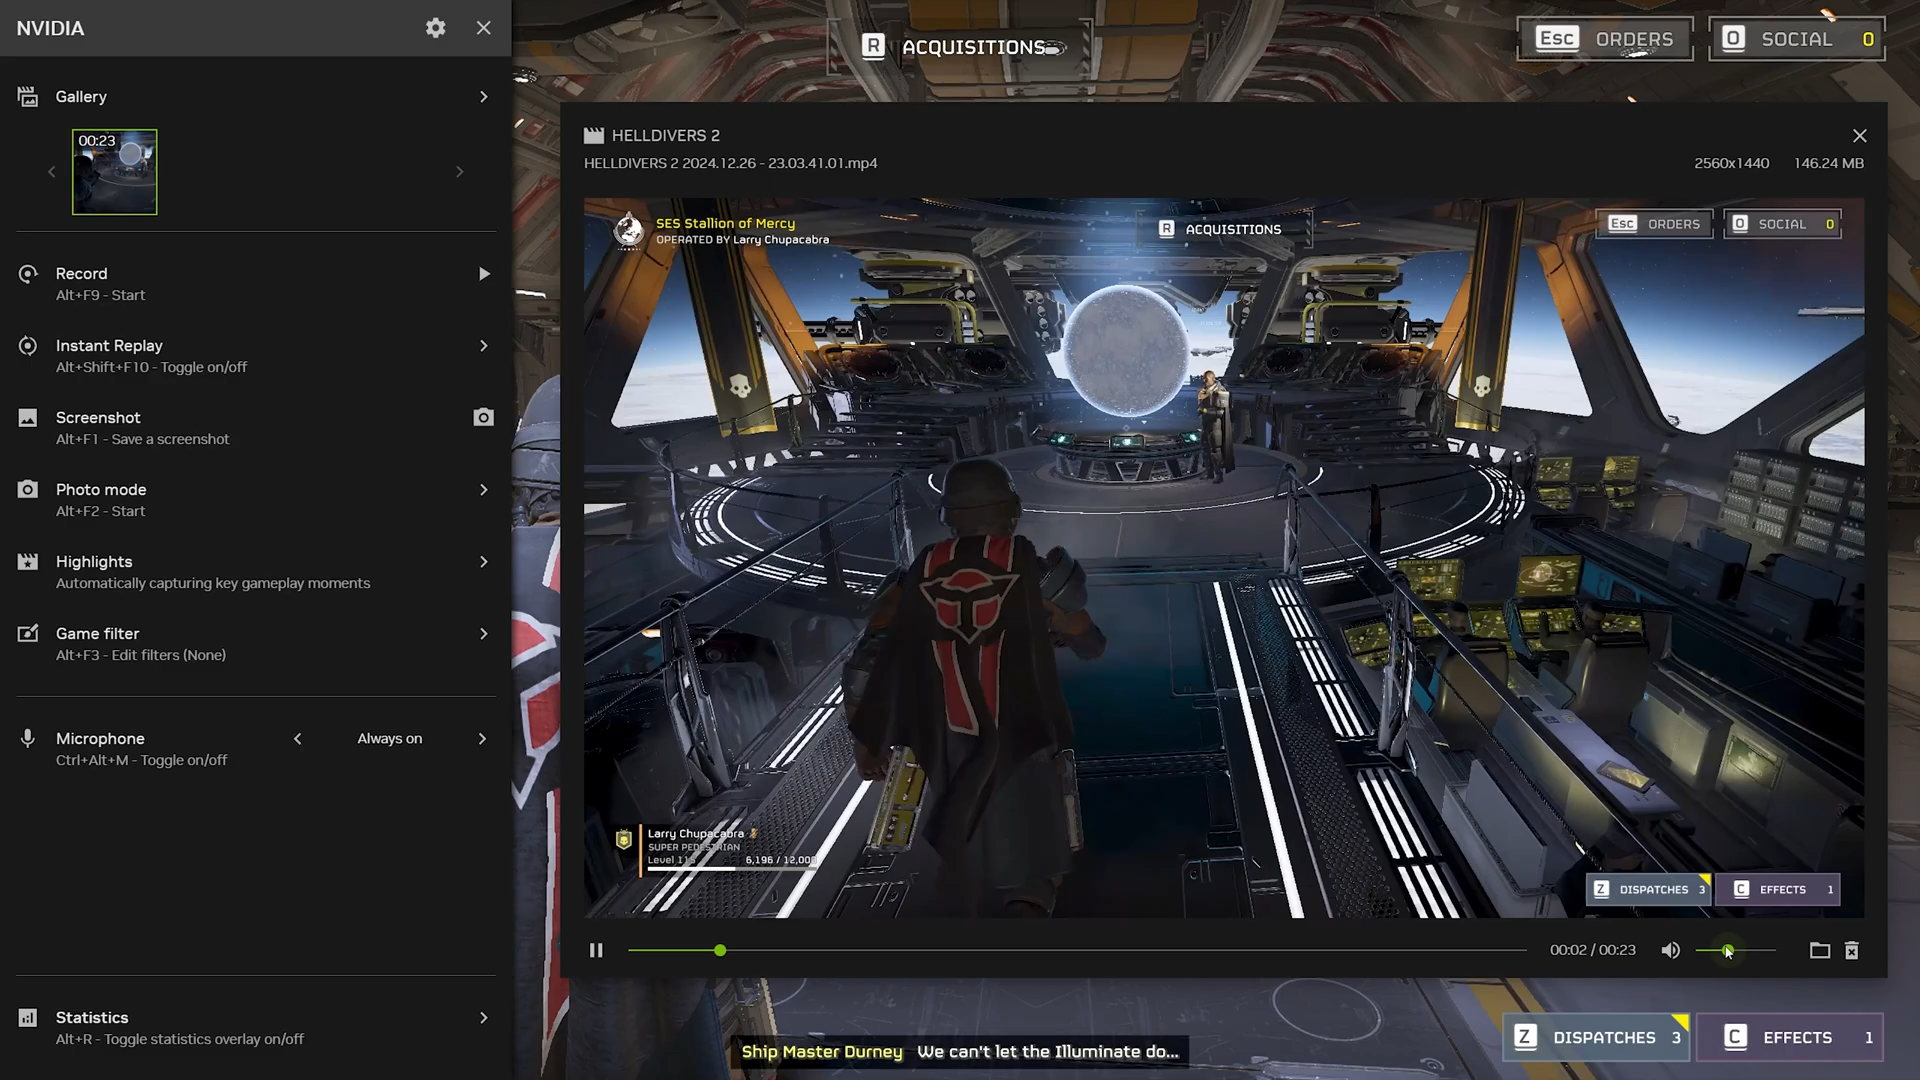 NVIDIA
Gallery
00:23
Record
Alt+F9 - Start
Instant Replay
Alt+Shift+F10 - Toggle on/off
Screenshot
Alt+F1 - Save a screenshot
Photo mode
Alt+F2 - Start
Highlights
Automatically capturing key gameplay moments
Game filter
Alt+F3 - Edit filters (None)
Microphone
Always on
Ctrl+Alt+M - Toggle on/off
Statistics
Alt+R - Toggle statistics overlay on/off
R ACQUISITIONS
Esc ORDERS
O SOCIAL 0
HELLDIVERS 2
HELLDIVERS 2 2024.12.26 - 23.03.41.01.mp4
2560x1440 146.24 MB
SES Stallion of Mercy
OPERATED BY Larry Chupacabra
R ACQUISITIONS
Esc ORDERS
O SOCIAL 0
Larry Chupacabra
SUPER PEDESTRIAN
Level 115 6,196 / 12,000
Z DISPATCHES 3
C EFFECTS 1
00:02 / 00:23
Ship Master Durney We can't let the Illuminate do...
Z DISPATCHES 3
C EFFECTS 1